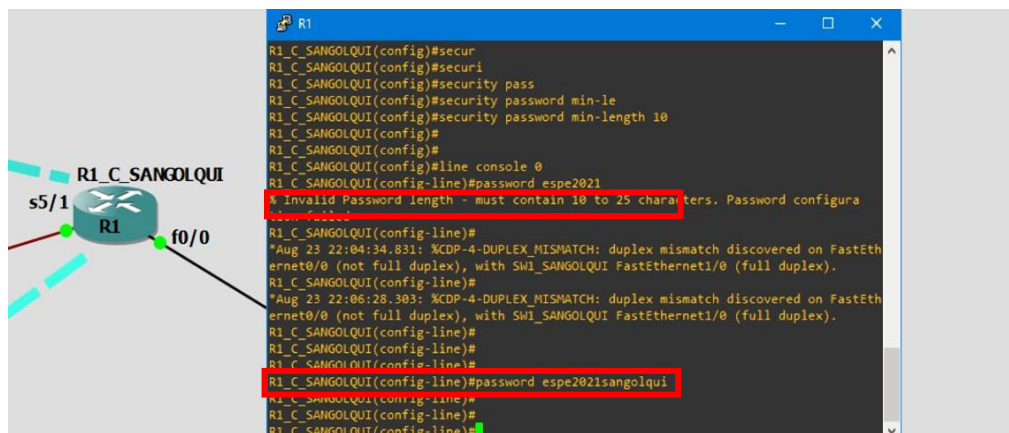 R1
R1_C_SANGOLQUI(config)#secur
R1_C_SANGOLQUI(config)#securi
R1_C_SANGOLQUI(config)#security pass
R1_C_SANGOLQUI(config)#security password min-le
R1_C_SANGOLQUI(config)#security password min-length 10
R1_C_SANGOLQUI(config)#
R1_C_SANGOLQUI(config)#
R1_C_SANGOLQUI(config)#line console 0
R1_C_SANGOLQUI(config-line)#password espe2021
% Invalid Password length - must contain 10 to 25 characters. Password configura
tion failed
R1_C_SANGOLQUI(config-line)#
*Aug 23 22:04:34.831: %CDP-4-DUPLEX_MISMATCH: duplex mismatch discovered on FastEth
ernet0/0 (not full duplex), with SW1_SANGOLQUI FastEthernet1/0 (full duplex).
R1_C_SANGOLQUI(config-line)#
*Aug 23 22:06:28.303: %CDP-4-DUPLEX_MISMATCH: duplex mismatch discovered on FastEth
ernet0/0 (not full duplex), with SW1_SANGOLQUI FastEthernet1/0 (full duplex).
R1_C_SANGOLQUI(config-line)#
R1_C_SANGOLQUI(config-line)#
R1_C_SANGOLQUI(config-line)#
R1_C_SANGOLQUI(config-line)#password espe2021sangolqui
R1_C_SANGOLQUI(config-line)#
R1_C_SANGOLQUI(config-line)#
R1_C_SANGOLQUI(config-line)#
R1_C_SANGOLQUI
s5/1
R1
f0/0